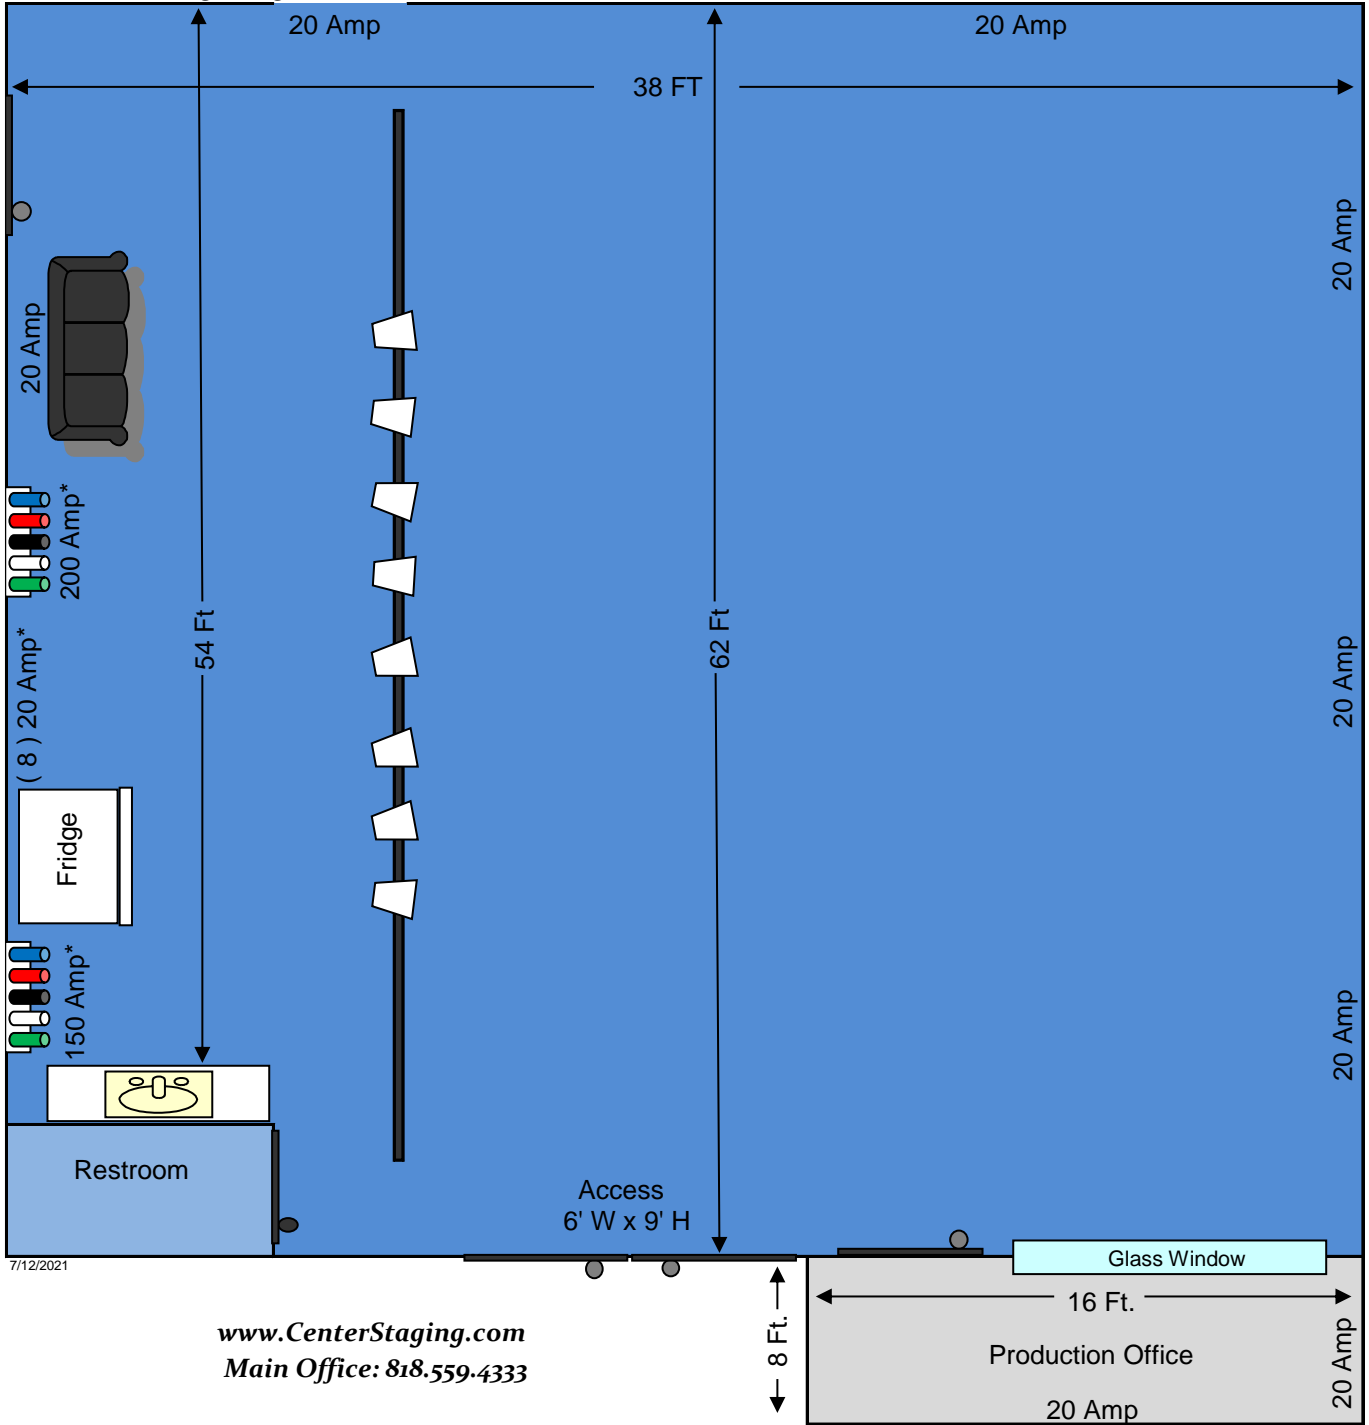 20 Amp
20 Amp
38 FT
20 Amp
20 Amp
200 Amp*
54 Ft
62 Ft
( 8 ) 20 Amp*
20 Amp
Fridge
150 Amp*
20 Amp
Restroom
Access
6' W x 9' H
7/12/2021
Glass Window
16 Ft.
8 Ft.
www.CenterStaging.com
Main Office: 818.559.4333
Production Office
20 Amp
20 Amp